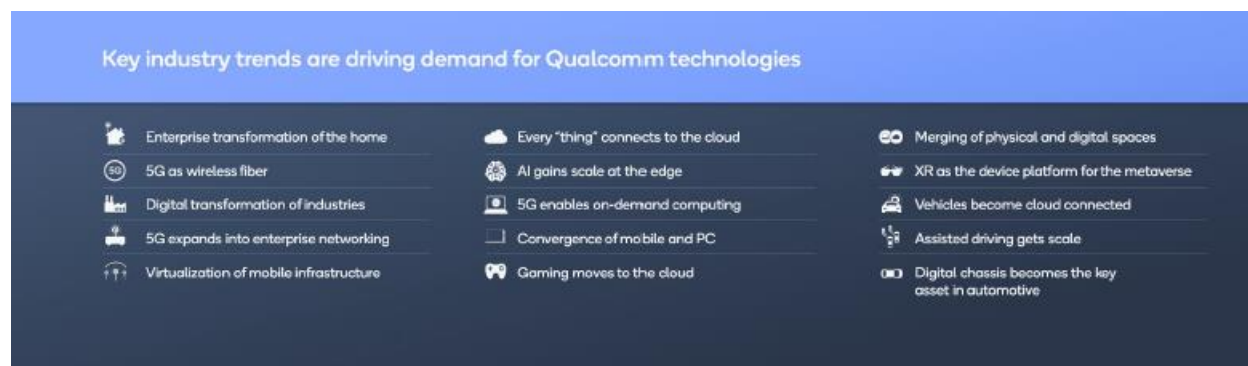 Key industry trends are driving demand for Qualcomm technologies
Enterprise transformation of the home
5G as wireless fiber
Digital transformation of industries
5G expands into enterprise networking
Virtualization of mobile infrastructure
Every "thing" connects to the cloud
AI gains scale at the edge
5G enables on-demand computing
Convergence of mobile and PC
Gaming moves to the cloud
Merging of physical and digital spaces
XR as the device platform for the metaverse
Vehicles become cloud connected
Assisted driving gets scale
Digital chassis becomes the key
asset in automotive